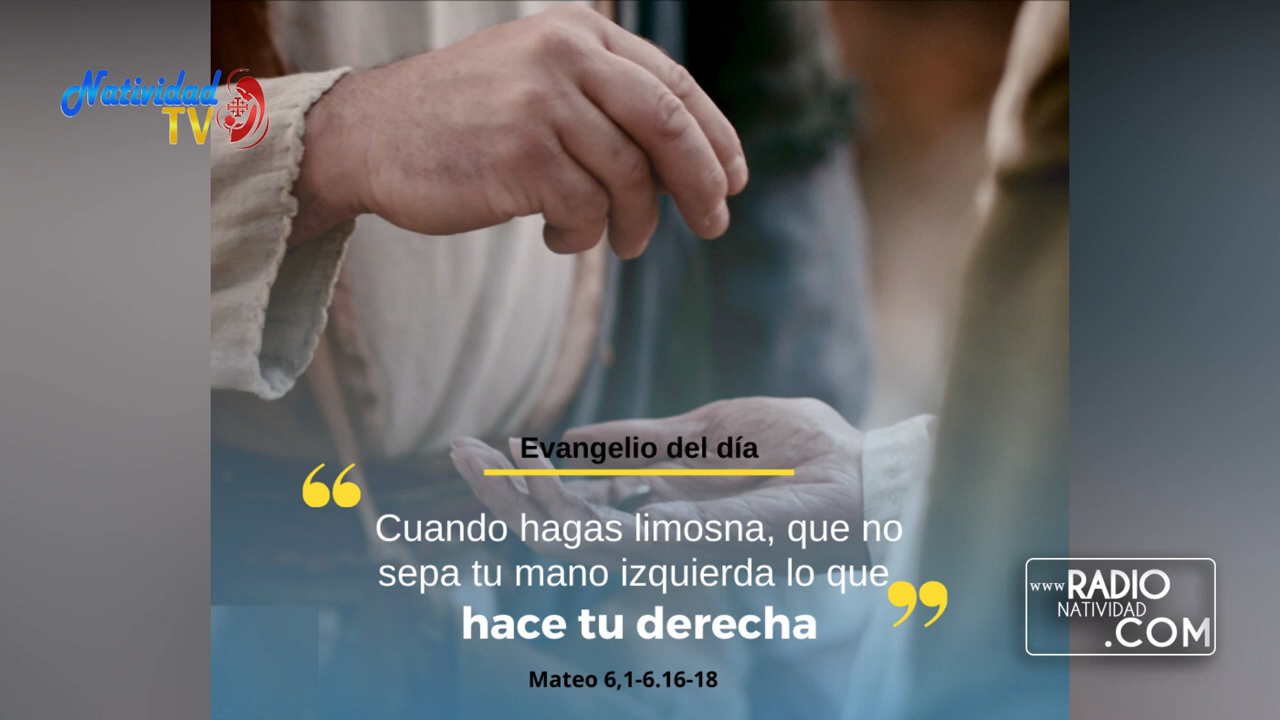 Natividad
TV
Evangelio del día
“
Cuando hagas limosna, que no
sepa tu mano izquierda lo que
hace tu derecha
”
Mateo 6,1-6.16-18
www RADIO
NATIVIDAD
.COM